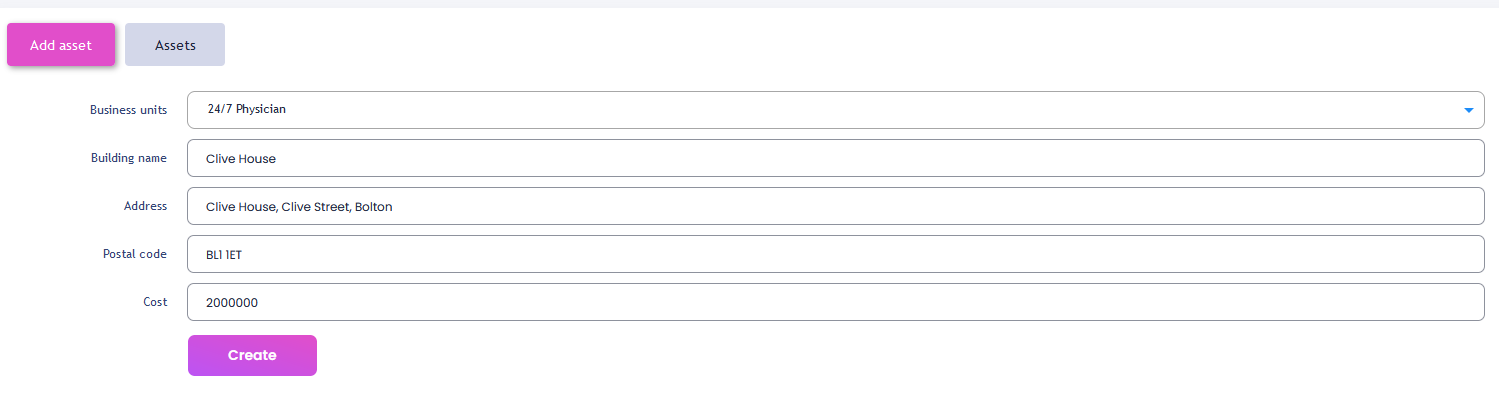 Add asset Assets
Business units 24/7 Physician
Building name Clive House
Address Clive House, Clive Street, Bolton
Postal code BL1 1ET
Cost 2000000
Create